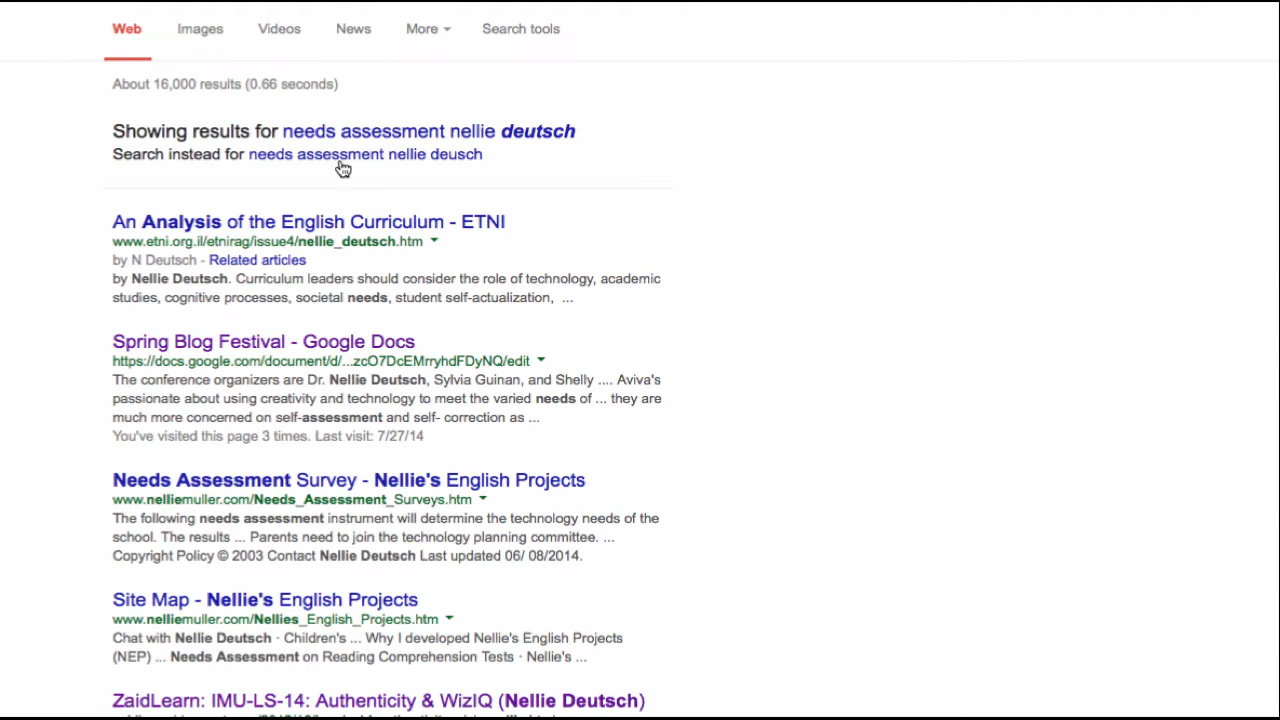 Web Images Videos News More Search tools
About 16,000 results (0.66 seconds)
Showing results for needs assessment nellie deutsch
Search instead for needs assessment nellie deusch
An Analysis of the English Curriculum - ETNI
www.etni.org.il/etnirag/issue4/nellie_deutsch.htm
by N Deutsch - Related articles
by Nellie Deutsch. Curriculum leaders should consider the role of technology, academic
studies, cognitive processes, societal needs, student self-actualization, ...
Spring Blog Festival - Google Docs
https://docs.google.com/document/d/...zcO7DcEMrryhdFDyNQ/edit
The conference organizers are Dr. Nellie Deutsch, Sylvia Guinan, and Shelly .... Aviva's
passionate about using creativity and technology to meet the varied needs of ... they are
much more concerned on self-assessment and self- correction as ...
You've visited this page 3 times. Last visit: 7/27/14
Needs Assessment Survey - Nellie's English Projects
www.nelliemuller.com/Needs_Assessment_Surveys.htm
The following needs assessment instrument will determine the technology needs of the
school. The results ... Parents need to join the technology planning committee. ...
Copyright Policy © 2003 Contact Nellie Deutsch Last updated 06/ 08/2014.
Site Map - Nellie's English Projects
www.nelliemuller.com/Nellies_English_Projects.htm
Chat with Nellie Deutsch · Children's ... Why I developed Nellie's English Projects
(NEP) ... Needs Assessment on Reading Comprehension Tests · Nellie's ...
ZaidLearn: IMU-LS-14: Authenticity & WizIQ (Nellie Deutsch)